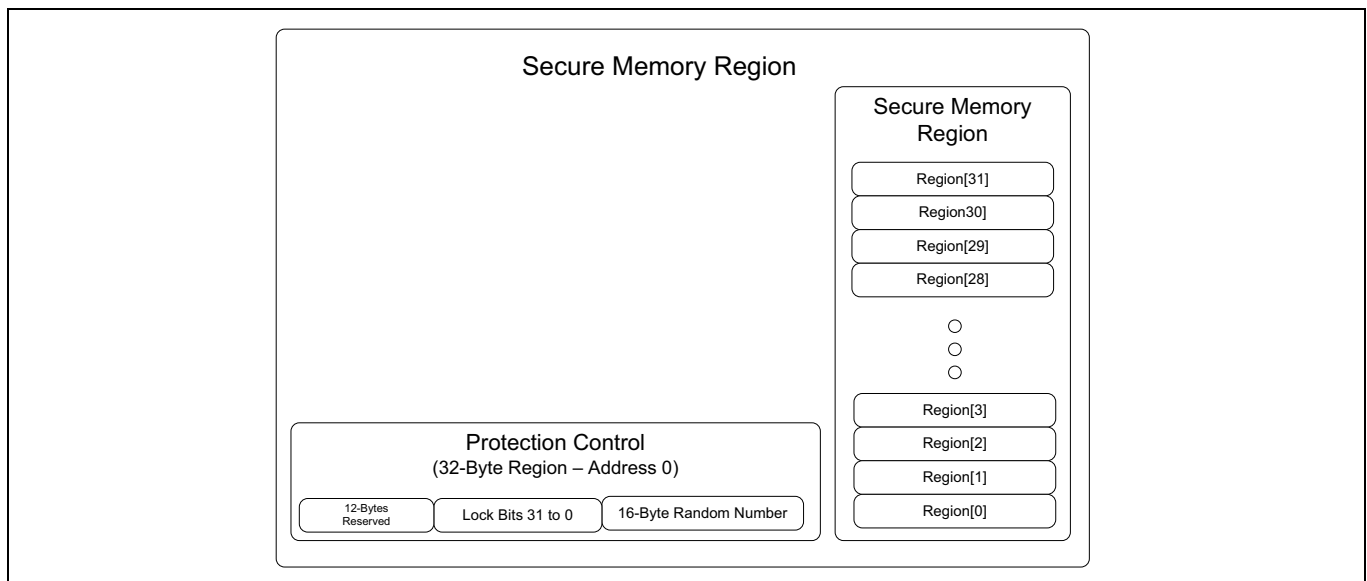 Secure Memory Region
Secure Memory
Region
Region[31]
Region30]
Region[29]
Region[28]
Region[3]
Region[2]
Region[1]
Region[0]
Protection Control
(32-Byte Region – Address 0)
12-Bytes
Reserved
Lock Bits 31 to 0
16-Byte Random Number